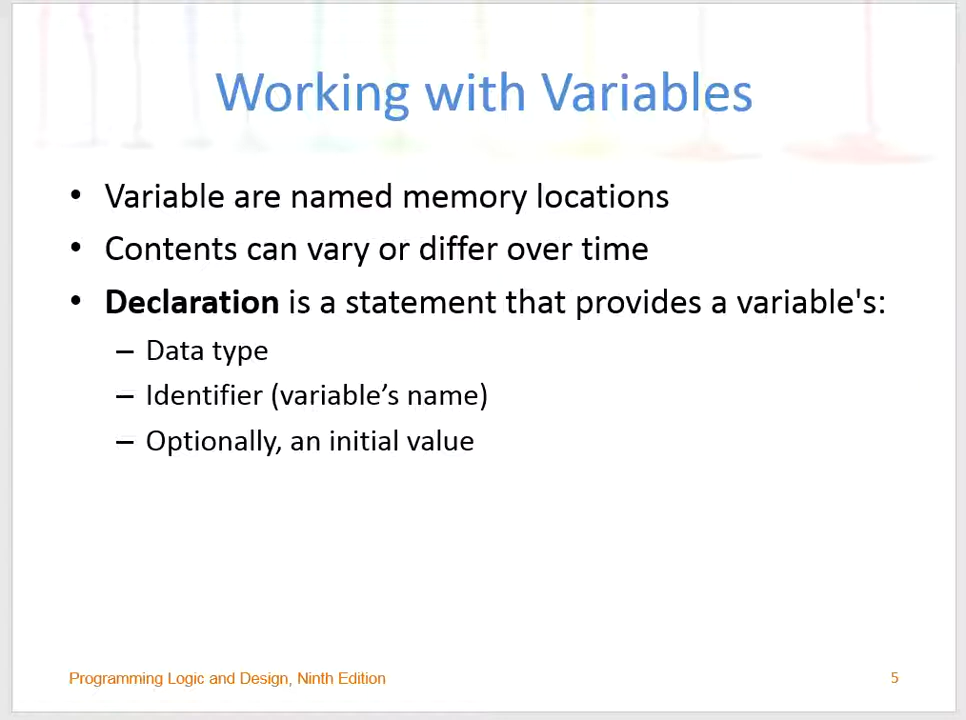 Working with Variables
• Variable are named memory locations
• Contents can vary or differ over time
• Declaration is a statement that provides a variable's:
– Data type
– Identifier (variable’s name)
– Optionally, an initial value
Programming Logic and Design, Ninth Edition
5